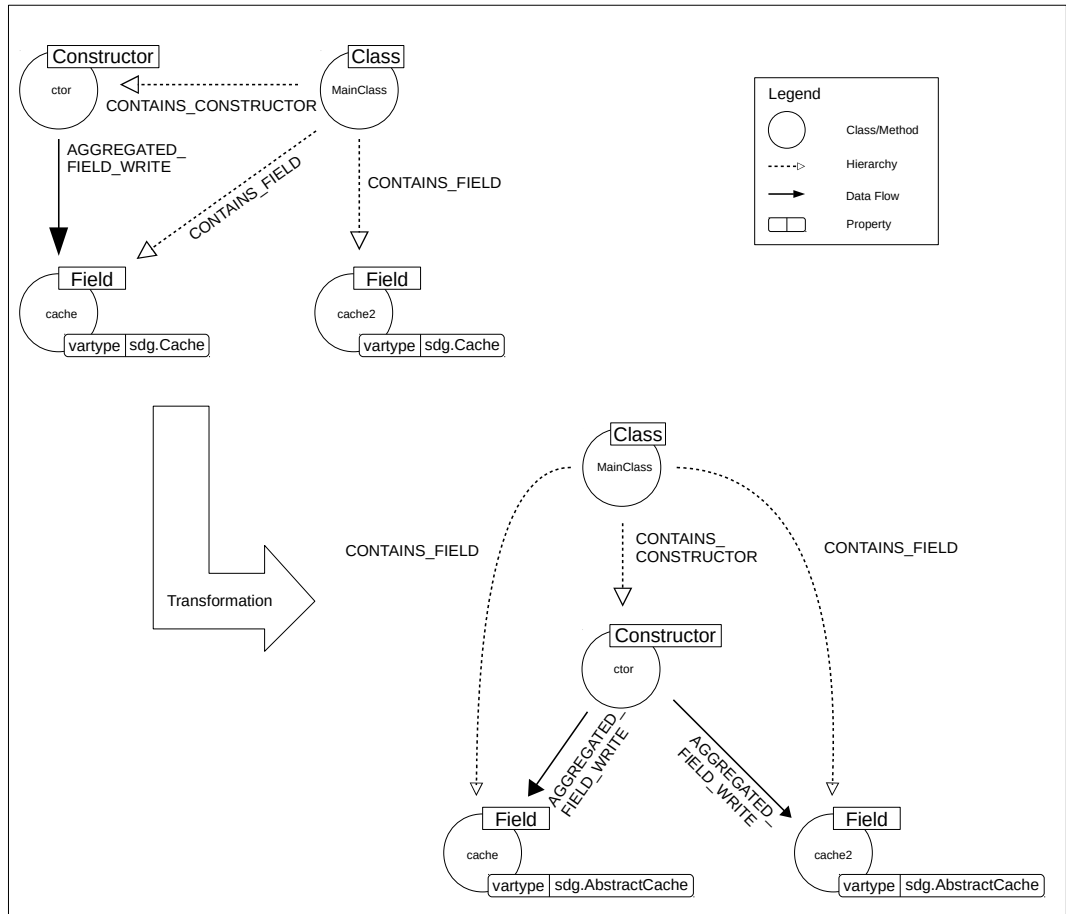 Constructor
ctor
Class
MainClass
CONTAINS_CONSTRUCTOR
AGGREGATED_
FIELD_WRITE
CONTAINS_FIELD
CONTAINS_FIELD
Field
cache
vartype sdg.Cache
Field
cache2
vartype sdg.Cache
Legend
Class/Method
Hierarchy
Data Flow
Property
Transformation
Class
MainClass
CONTAINS_FIELD
CONTAINS_
CONSTRUCTOR
CONTAINS_FIELD
Constructor
ctor
AGGREGATED_
FIELD_WRITE
AGGREGATED_
FIELD_WRITE
Field
cache
vartype sdg.AbstractCache
Field
cache2
vartype sdg.AbstractCache